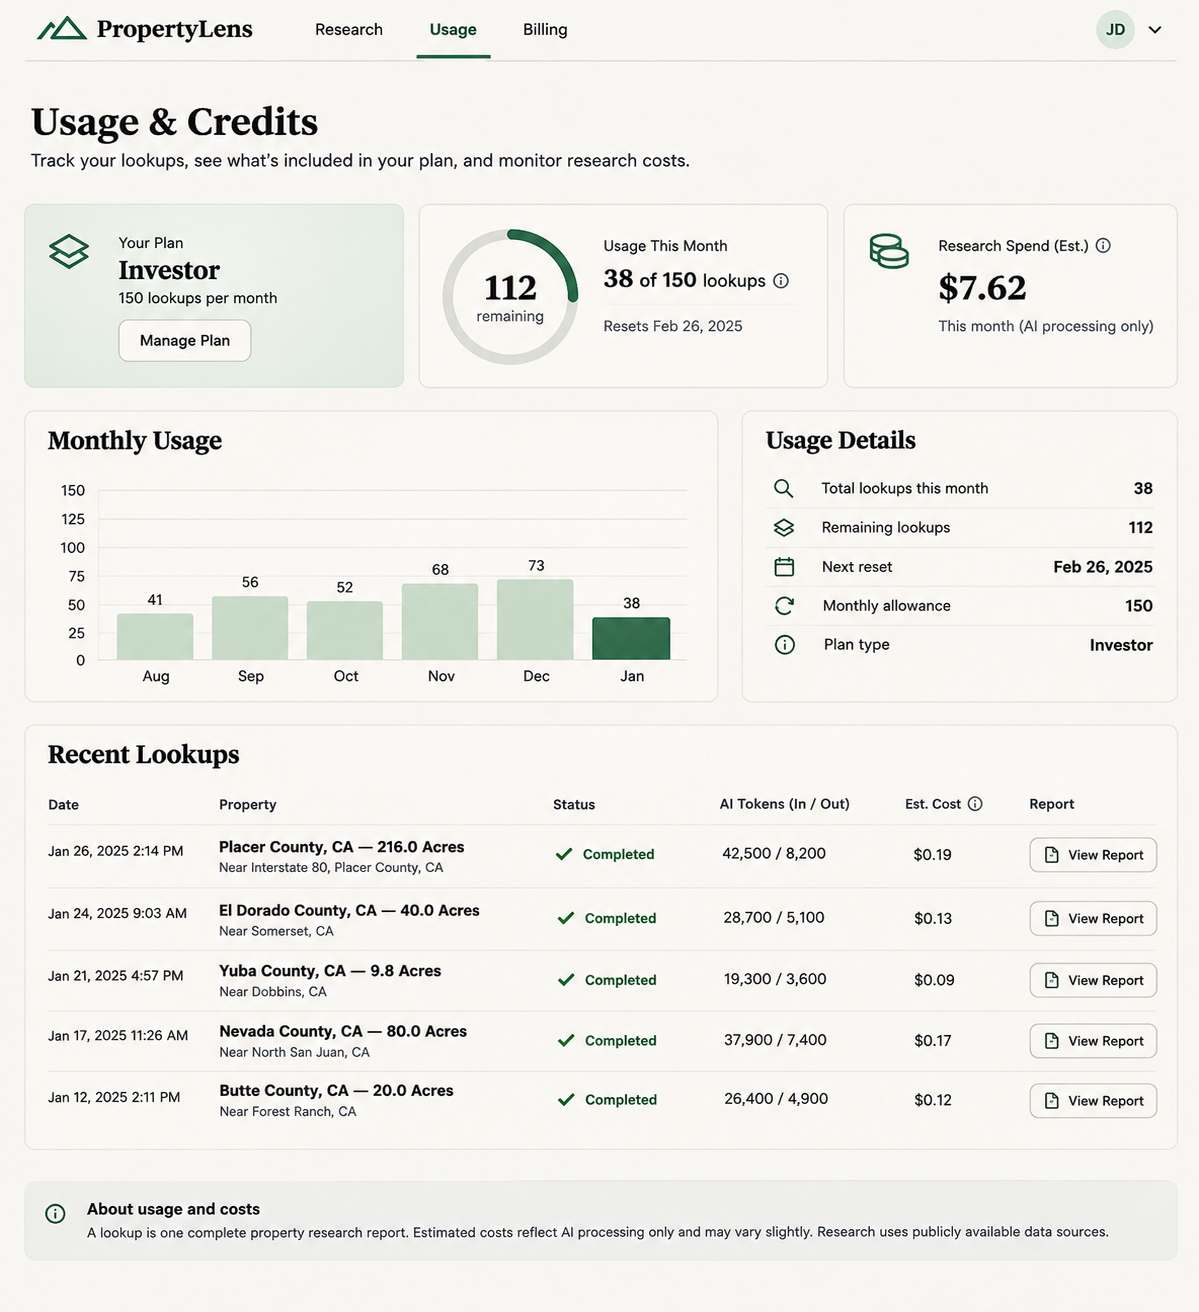 PropertyLens
Research
Usage
Billing
JD
Usage & Credits
Track your lookups, see what's included in your plan, and monitor research costs.
Your Plan
Investor
150 lookups per month
Manage Plan
112
remaining
Usage This Month
38 of 150 lookups
Resets Feb 26, 2025
Research Spend (Est.)
$7.62
This month (AI processing only)
Monthly Usage
150
125
100
75
50
25
0
41
56
52
68
73
38
Aug
Sep
Oct
Nov
Dec
Jan
Usage Details
Total lookups this month 38
Remaining lookups 112
Next reset Feb 26, 2025
Monthly allowance 150
Plan type Investor
Recent Lookups
Date Property Status AI Tokens (In / Out) Est. Cost Report
Jan 26, 2025 2:14 PM Placer County, CA — 216.0 Acres Completed 42,500 / 8,200 $0.19 View Report
Near Interstate 80, Placer County, CA
Jan 24, 2025 9:03 AM El Dorado County, CA — 40.0 Acres Completed 28,700 / 5,100 $0.13 View Report
Near Somerset, CA
Jan 21, 2025 4:57 PM Yuba County, CA — 9.8 Acres Completed 19,300 / 3,600 $0.09 View Report
Near Dobbins, CA
Jan 17, 2025 11:26 AM Nevada County, CA — 80.0 Acres Completed 37,900 / 7,400 $0.17 View Report
Near North San Juan, CA
Jan 12, 2025 2:11 PM Butte County, CA — 20.0 Acres Completed 26,400 / 4,900 $0.12 View Report
Near Forest Ranch, CA
About usage and costs
A lookup is one complete property research report. Estimated costs reflect AI processing only and may vary slightly. Research uses publicly available data sources.